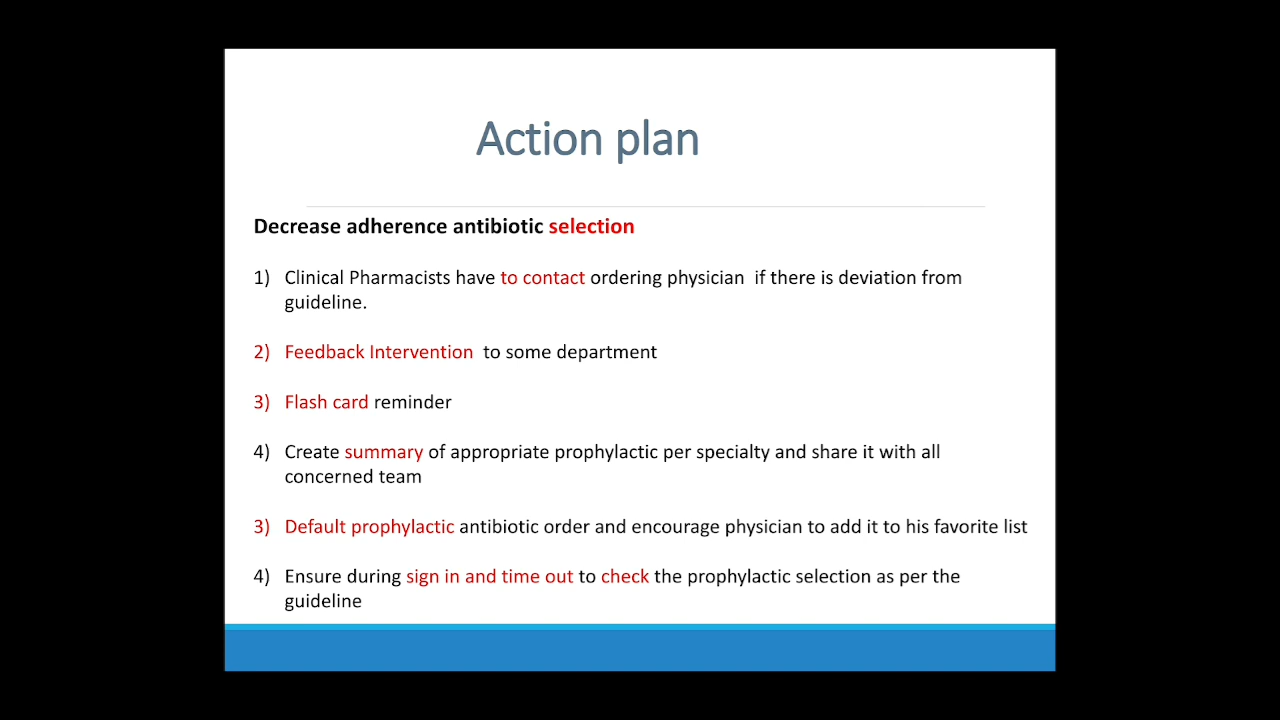 Action plan
Decrease adherence antibiotic selection
1) Clinical Pharmacists have to contact ordering physician if there is deviation from
guideline.
2) Feedback Intervention to some department
3) Flash card reminder
4) Create summary of appropriate prophylactic per specialty and share it with all
concerned team
3) Default prophylactic antibiotic order and encourage physician to add it to his favorite list
4) Ensure during sign in and time out to check the prophylactic selection as per the
guideline